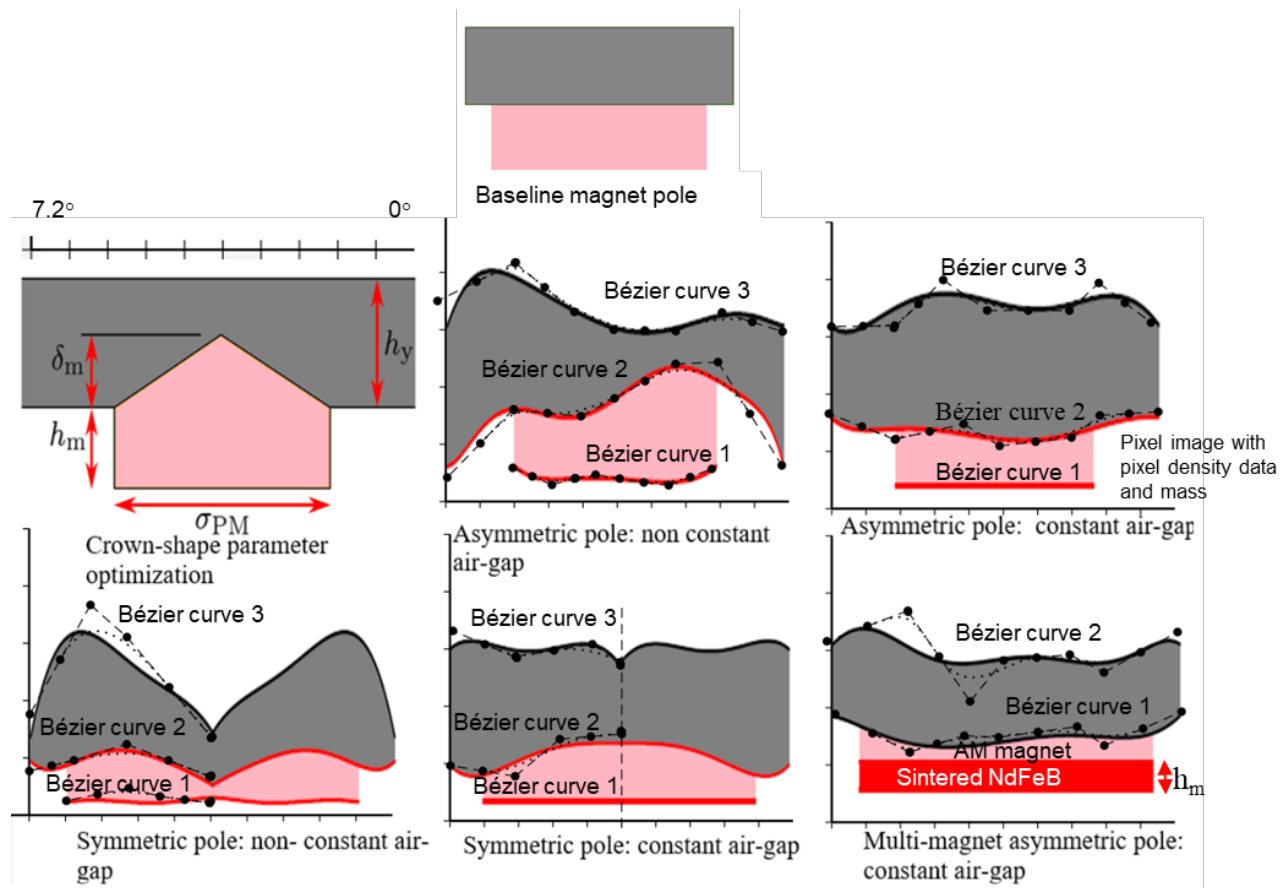 Baseline magnet pole
7.2° 0°
δm
hy
hm
σPM
Crown-shape parameter
optimization
Bézier curve 3
Bézier curve 2
Bézier curve 1
Asymmetric pole: non constant
air-gap
Bézier curve 3
Bézier curve 2
Bézier curve 1
Pixel image with
pixel density data
and mass
Asymmetric pole: constant air-gap
Bézier curve 3
Bézier curve 2
Bézier curve 1
Symmetric pole: non- constant air-
gap
Bézier curve 3
Bézier curve 2
Bézier curve 1
Symmetric pole: constant air-gap
Bézier curve 2
Bézier curve 1
AM magnet
Sintered NdFeB
hm
Multi-magnet asymmetric pole:
constant air-gap